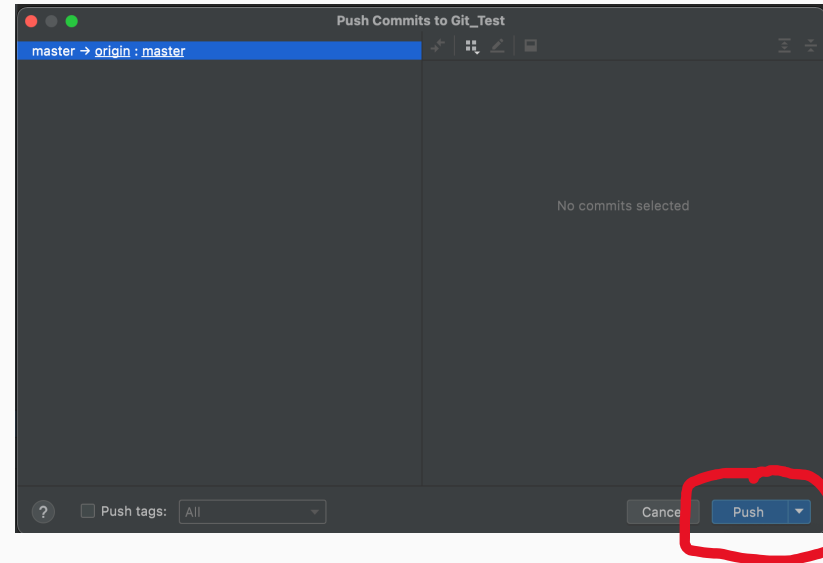 Push Commits to Git_Test
master → origin : master
No commits selected
? Push tags: All
Cancel Push